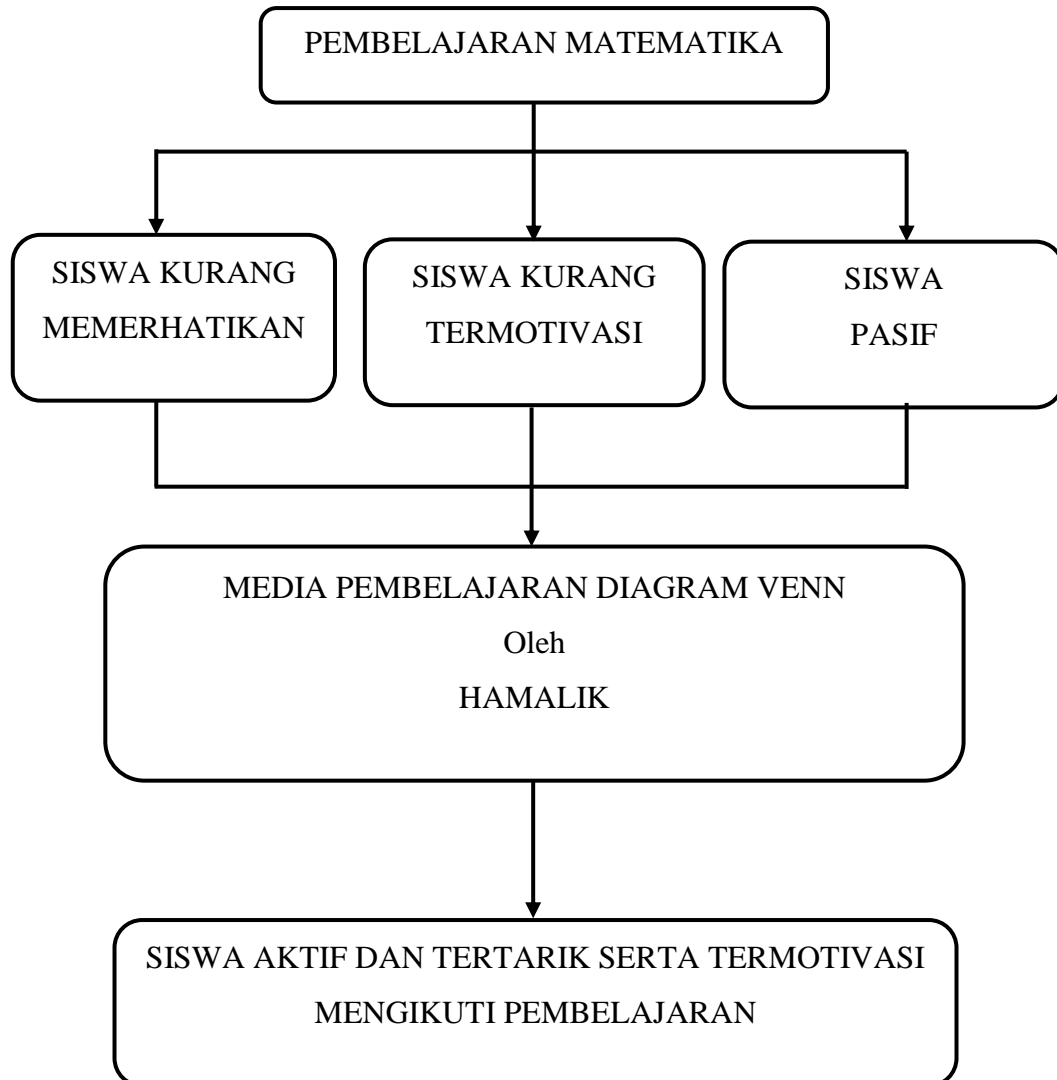 PEMBELAJARAN MATEMATIKA
SISWA KURANG
MEMERHATIKAN
SISWA KURANG
TERMOTIVASI
SISWA
PASIF
MEDIA PEMBELAJARAN DIAGRAM VENN
Oleh
HAMALIK
SISWA AKTIF DAN TERTARIK SERTA TERMOTIVASI
MENGIKUTI PEMBELAJARAN